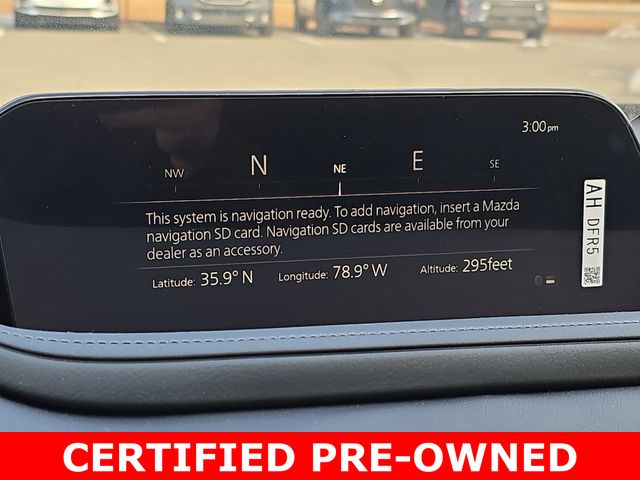 3:00pm
NW N NE E SE
This system is navigation ready. To add navigation, insert a Mazda
navigation SD card. Navigation SD cards are available from your
dealer as an accessory.
Latitude: 35.9° N Longitude: 78.9° W Altitude: 295feet
AH DFR5
CERTIFIED PRE-OWNED